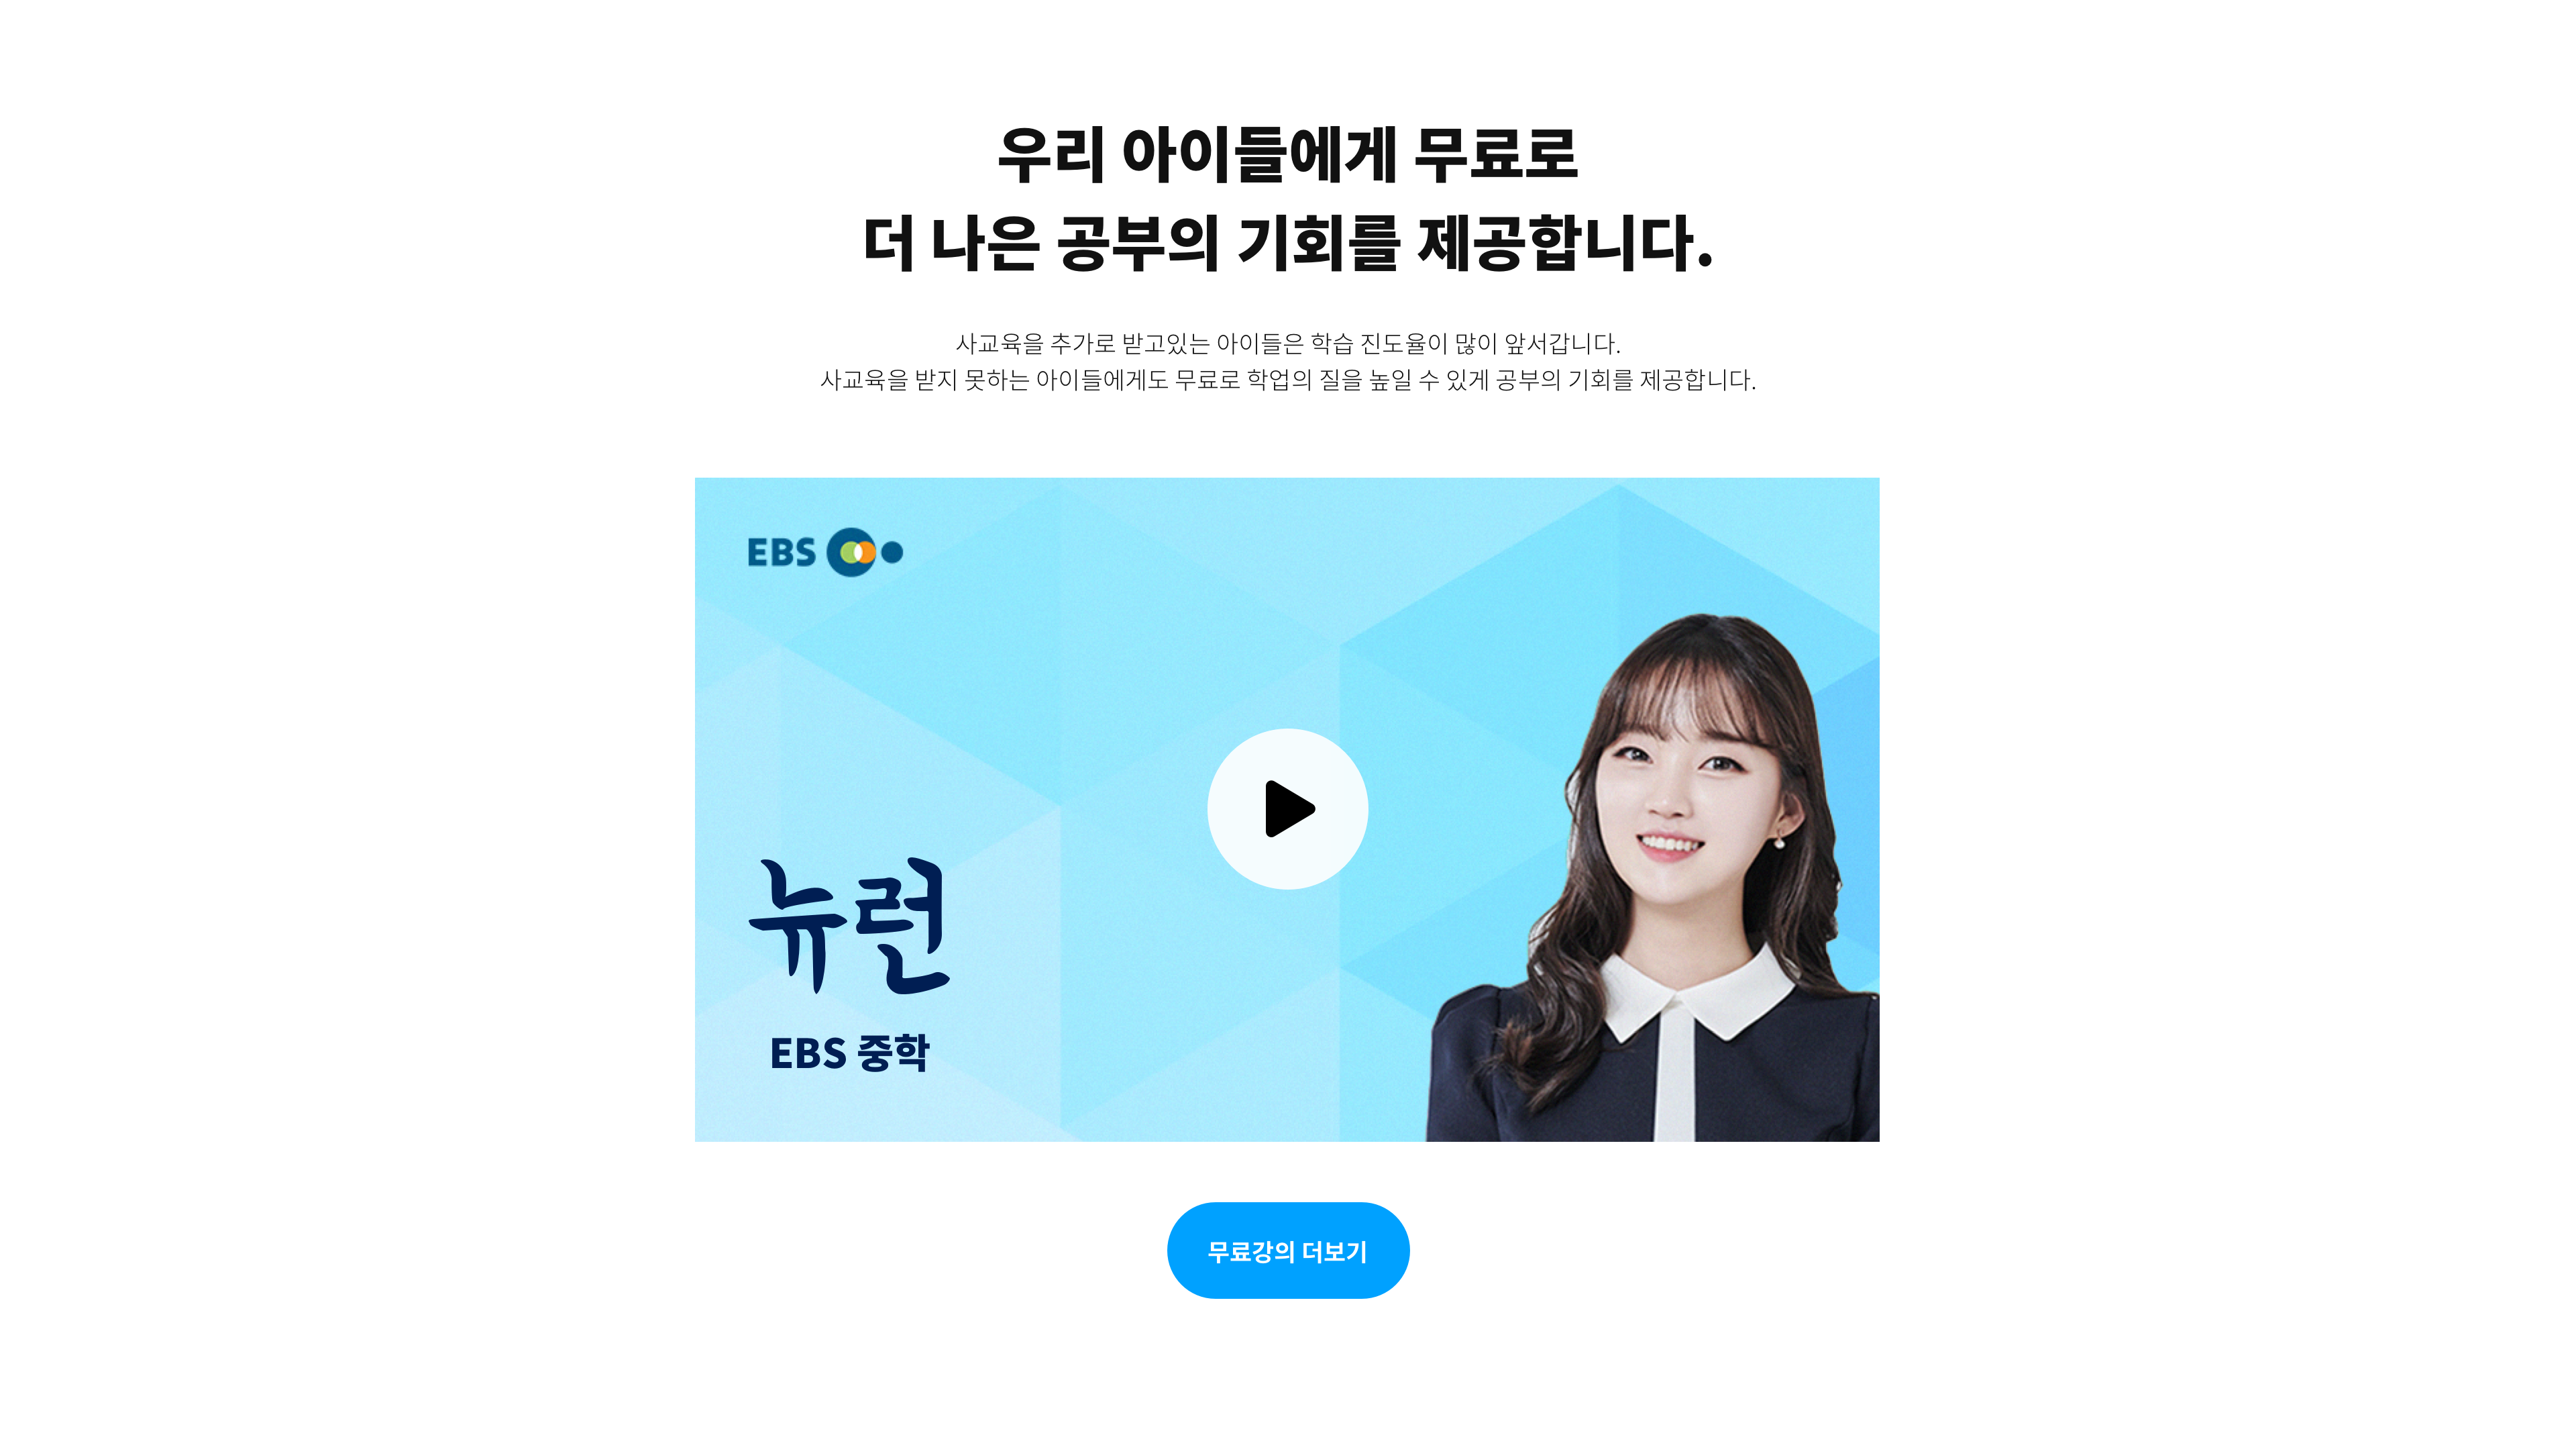 우리 아이들에게 무료로
더 나은 공부의 기회를 제공합니다.
사교육을 추가로 받고있는 아이들은 학습 진도율이 많이 앞서갑니다.
사교육을 받지 못하는 아이들에게도 무료로 학업의 질을 높일 수 있게 공부의 기회를 제공합니다.
EBS
뉴런
EBS 중학
무료강의 더보기